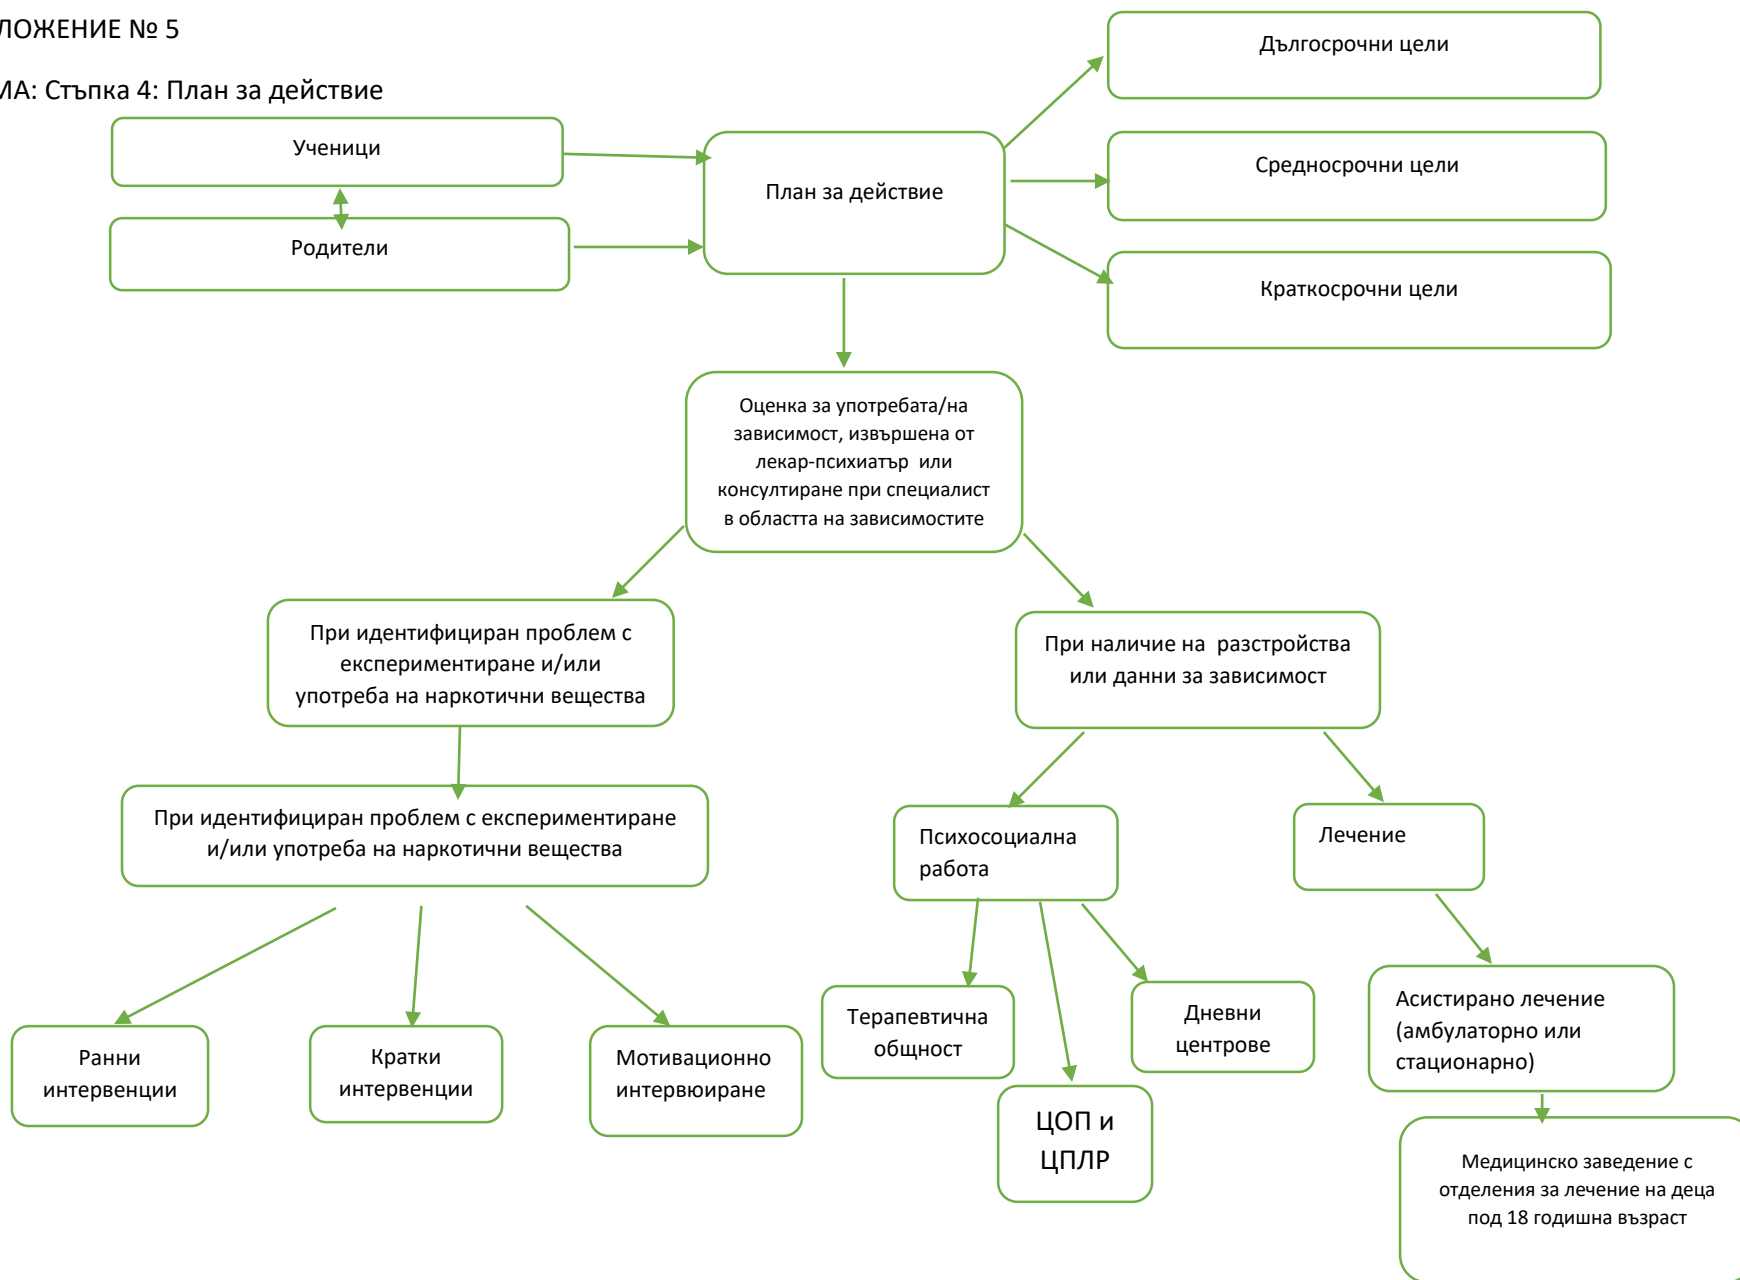 ЛОЖЕНИЕ № 5
МА: Стъпка 4: План за действие
Ученици
Родители
План за действие
Дългосрочни цели
Средносрочни цели
Краткосрочни цели
Оценка за употребата/на
зависимост, извършена от
лекар-психиатър или
консултиране при специалист
в областта на зависимостите
При идентифициран проблем с
експериментиране и/или
употреба на наркотични вещества
При наличие на разстройства
или данни за зависимост
При идентифициран проблем с експериментиране
и/или употреба на наркотични вещества
Психосоциална
работа
Лечение
Ранни
интервенции
Кратки
интервенции
Мотивационно
интервюиране
Терапевтична
общност
ЦОП и
ЦПЛР
Дневни
центрове
Асистирано лечение
(амбулаторно или
стационарно)
Медицинско заведение с
отделения за лечение на деца
под 18 годишна възраст